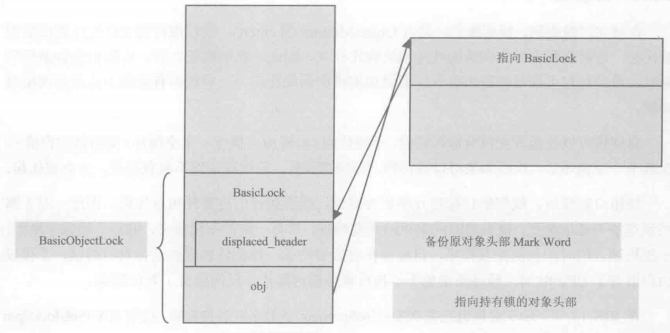 指向 BasicLock
BasicLock
BasicObjectLock
displaced_header
备份原对象头部 Mark Word
obj
指向持有锁的对象头部